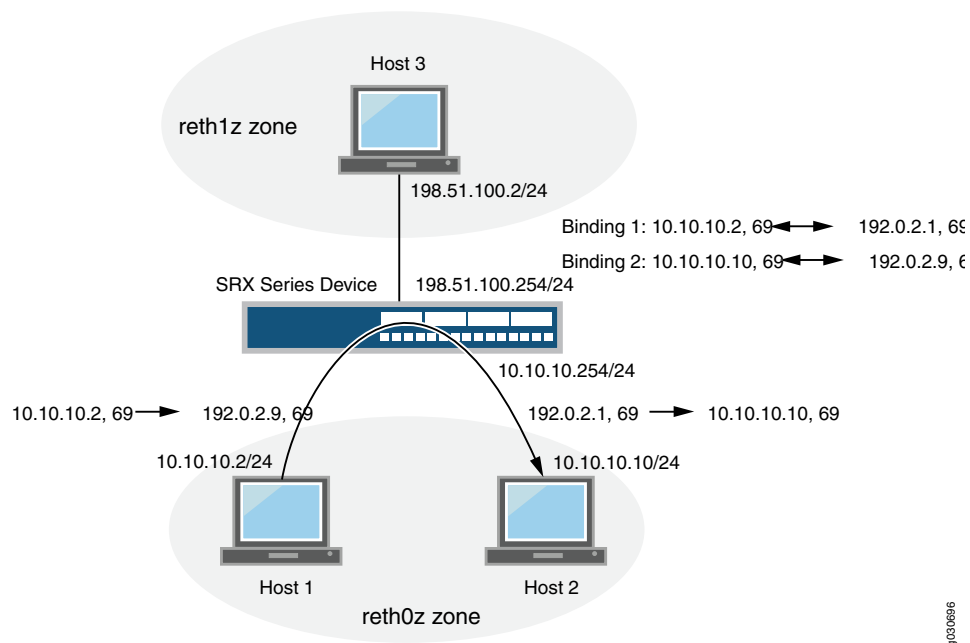 Host 3
reth1z zone
198.51.100.2/24
Binding 1: 10.10.10.2, 69 192.0.2.1, 69
Binding 2: 10.10.10.10, 69 192.0.2.9, 6
SRX Series Device 198.51.100.254/24
10.10.10.254/24
10.10.10.2, 69 192.0.2.9, 69 192.0.2.1, 69 10.10.10.10, 69
10.10.10.2/24 10.10.10.10/24
Host 1 Host 2
reth0z zone
g030696